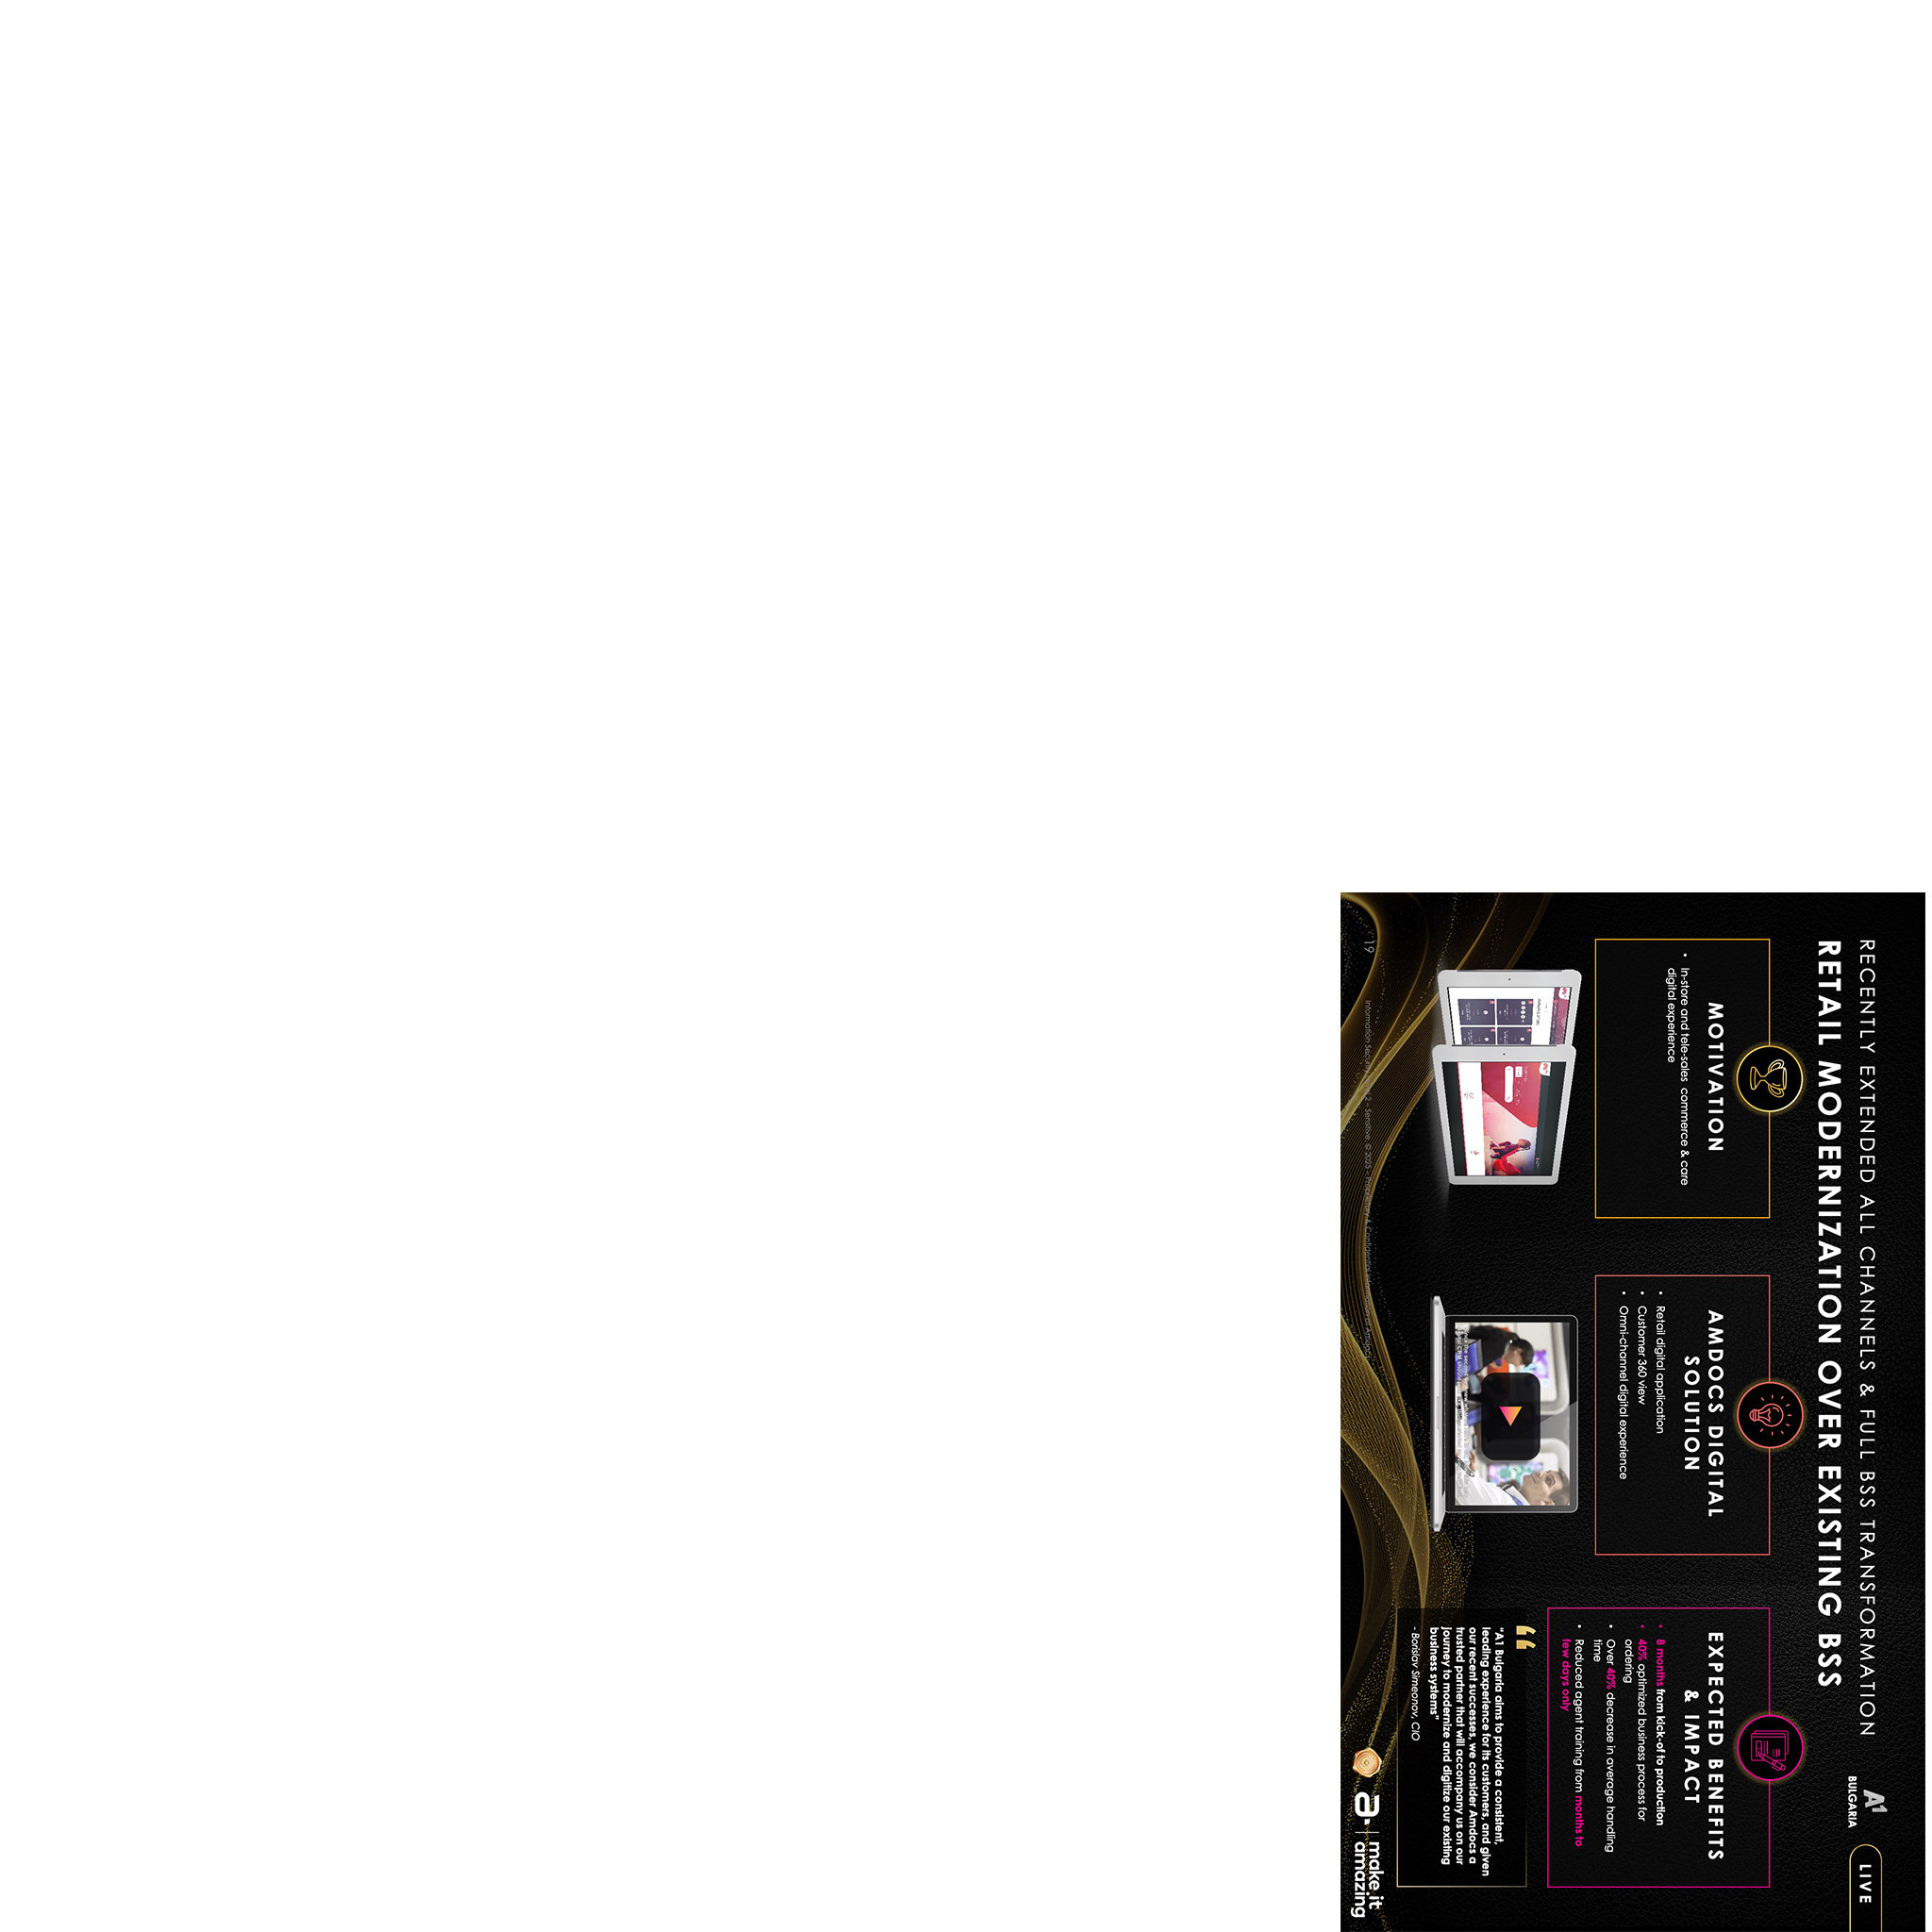 RECENTLY EXTENDED ALL CHANNELS & FULL BSS TRANSFORMATION
RETAIL MODERNIZATION OVER EXISTING BSS
A1
BULGARIA
LIVE
MOTIVATION
• In-store and tele-sales commerce & care
digital experience
AMDOCS DIGITAL
SOLUTION
• Retail digital application
• Customer 360 view
• Omni-channel digital experience
EXPECTED BENEFITS
& IMPACT
• 8 months from kick-of to production
• 40% optimized business process for
ordering
• Over 40% decrease in average handling
time
• Reduced agent training from months to
few days only
“
"A1 Bulgaria aims to provide a consistent,
leading experience for its customers, and given
our recent successes, we consider Amdocs a
trusted partner that will accompany us on our
journey to modernize and digitize our existing
business systems"
- Borislav Simeonov, CIO
19
Information Security 2 – Sensitive. © 2025 – Proprietary & Confidential of Amdocs
a
make it
amazing